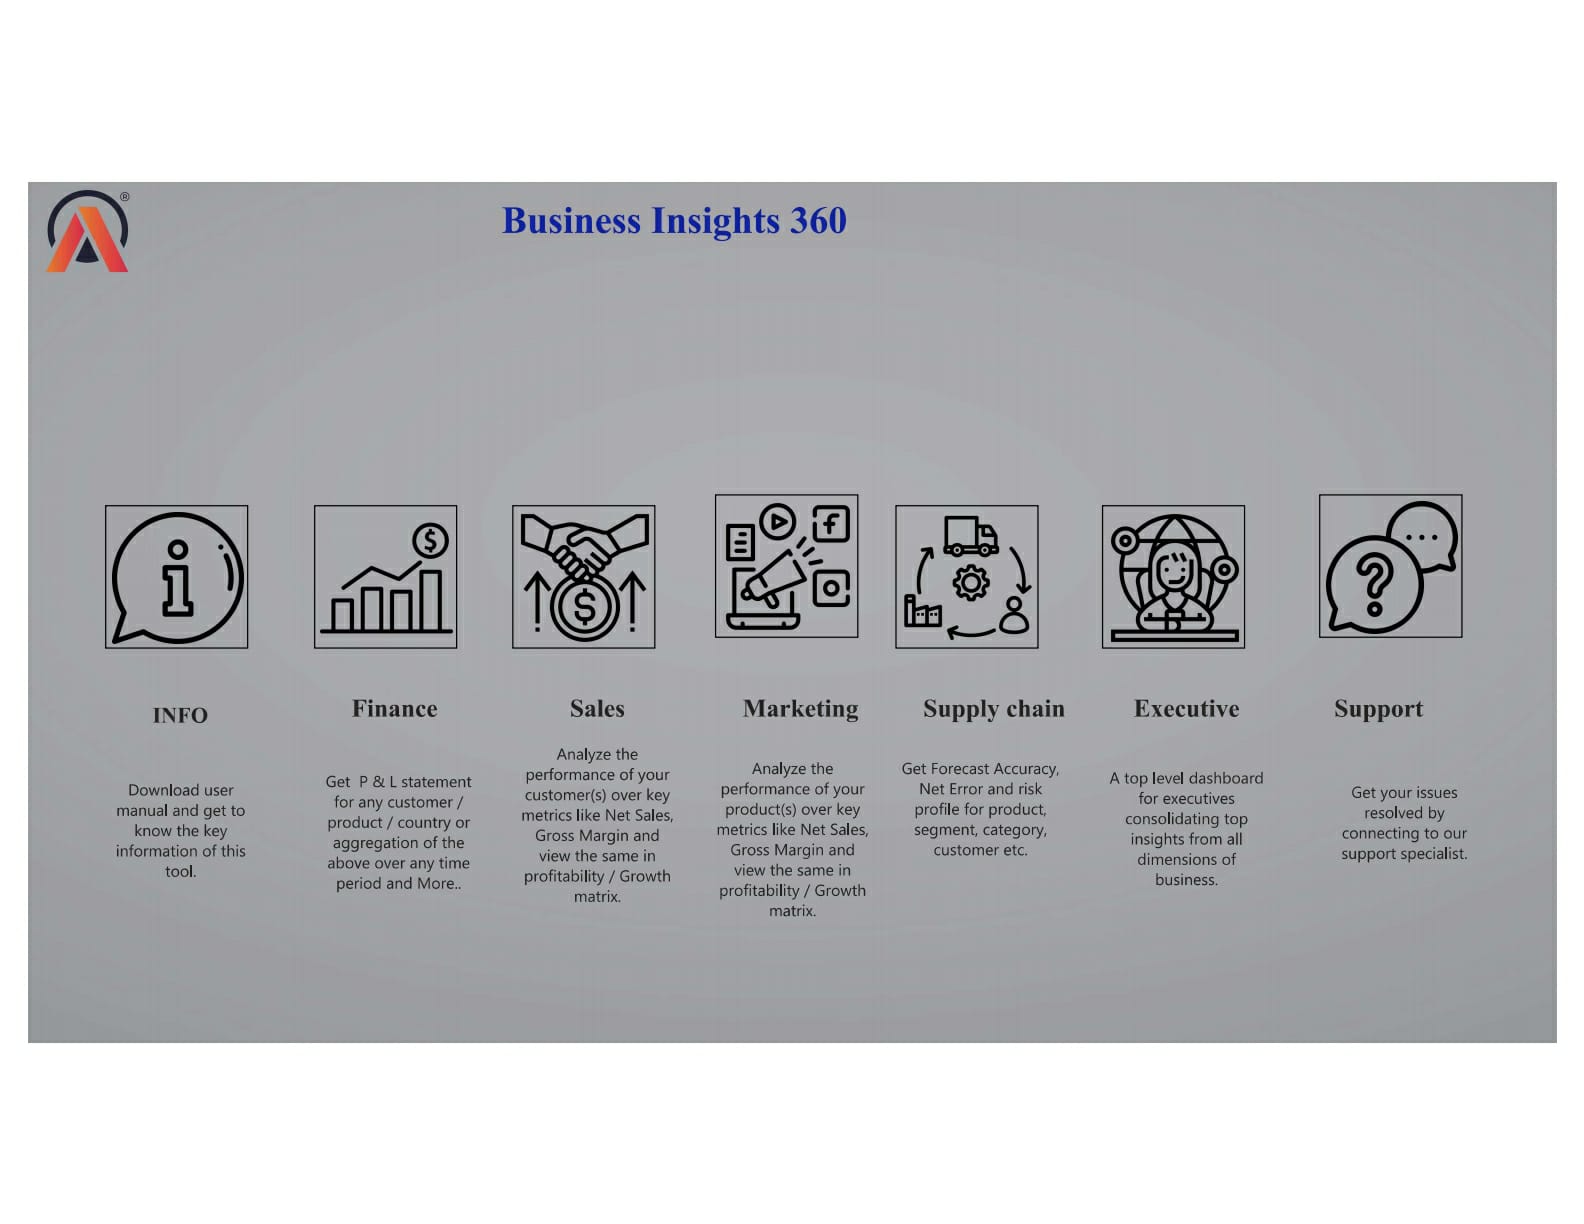 ®
Business Insights 360
INFO
Download user
manual and get to
know the key
information of this
tool.
Finance
Get P & L statement
for any customer /
product / country or
aggregation of the
above over any time
period and More..
Sales
Analyze the
performance of your
customer(s) over key
metrics like Net Sales,
Gross Margin and
view the same in
profitability / Growth
matrix.
Marketing
Analyze the
performance of your
product(s) over key
metrics like Net Sales,
Gross Margin and
view the same in
profitability / Growth
matrix.
Supply chain
Get Forecast Accuracy,
Net Error and risk
profile for product,
segment, category,
customer etc.
Executive
A top level dashboard
for executives
consolidating top
insights from all
dimensions of
business.
Support
Get your issues
resolved by
connecting to our
support specialist.